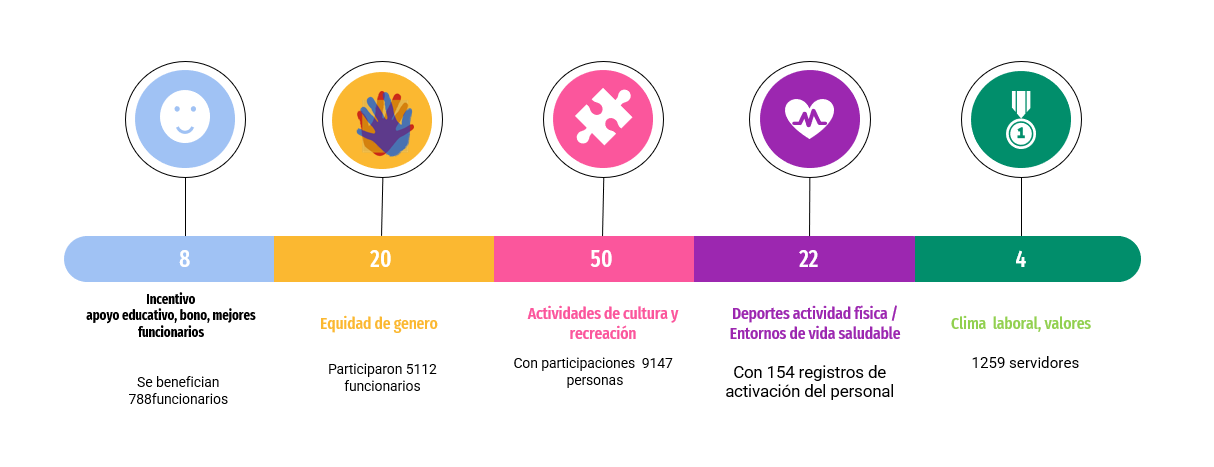 1
8
20
50
22
4
Incentivo
apoyo educativo, bono, mejores
funcionarios
Se benefician
788funcionarios
Equidad de genero
Participaron 5112
funcionarios
Actividades de cultura y
recreación
Con participaciones  9147
personas
Deportes actividad física /
Entornos de vida saludable
Con 154 registros de
activación del personal
Clima  laboral, valores
1259 servidores